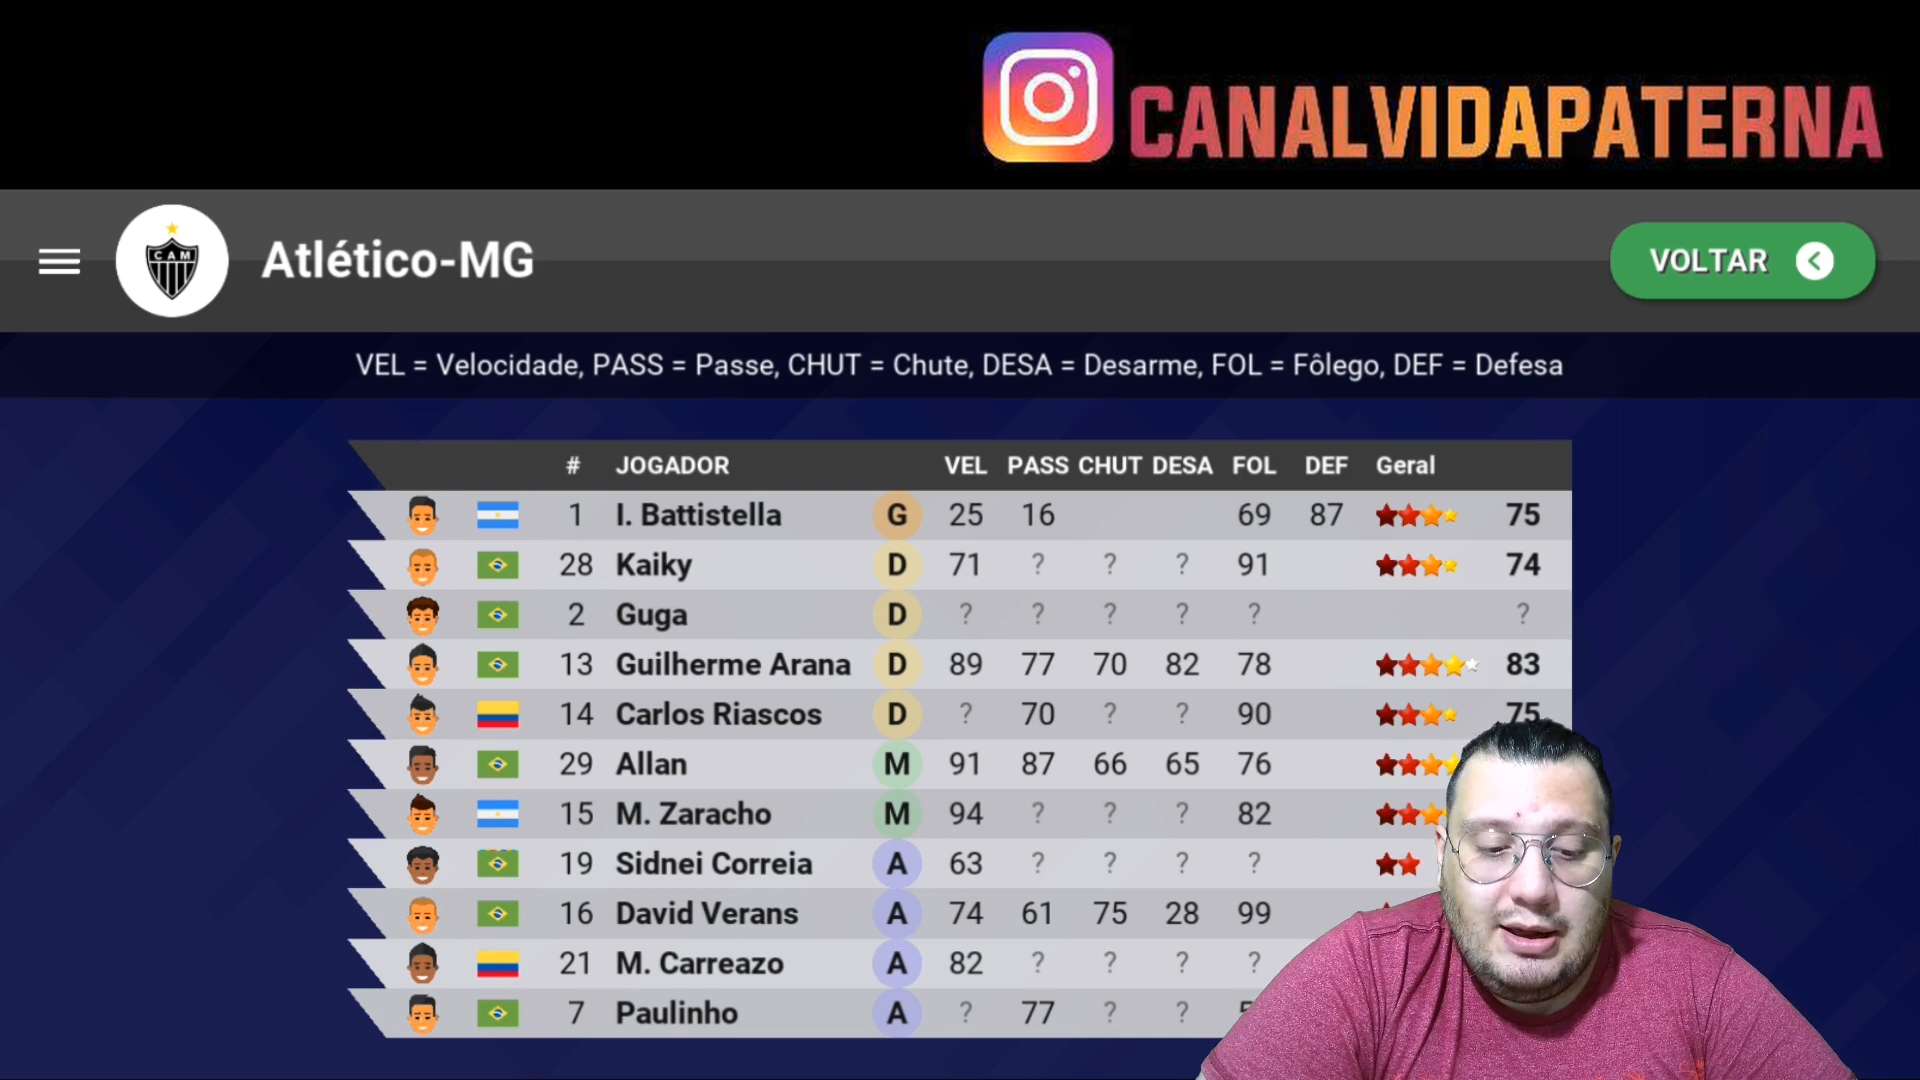 CANALVIDAPATERNA
CAM
Atlético-MG
VOLTAR
VEL = Velocidade, PASS = Passe, CHUT = Chute, DESA = Desarme, FOL = Fôlego, DEF = Defesa
# JOGADOR VEL PASS CHUT DESA FOL DEF Geral
1 I. Battistella G 25 16 69 87 75
28 Kaiky D 71 ? ? ? 91 74
2 Guga D ? ? ? ? ? ?
13 Guilherme Arana D 89 77 70 82 78 83
14 Carlos Riascos D ? 70 ? ? 90 75
29 Allan M 91 87 66 65 76
15 M. Zaracho M 94 ? ? ? 82
19 Sidnei Correia A 63 ? ? ? ?
16 David Verans A 74 61 75 28 99
21 M. Carreazo A 82 ? ? ? ?
7 Paulinho A ? 77 ? ?